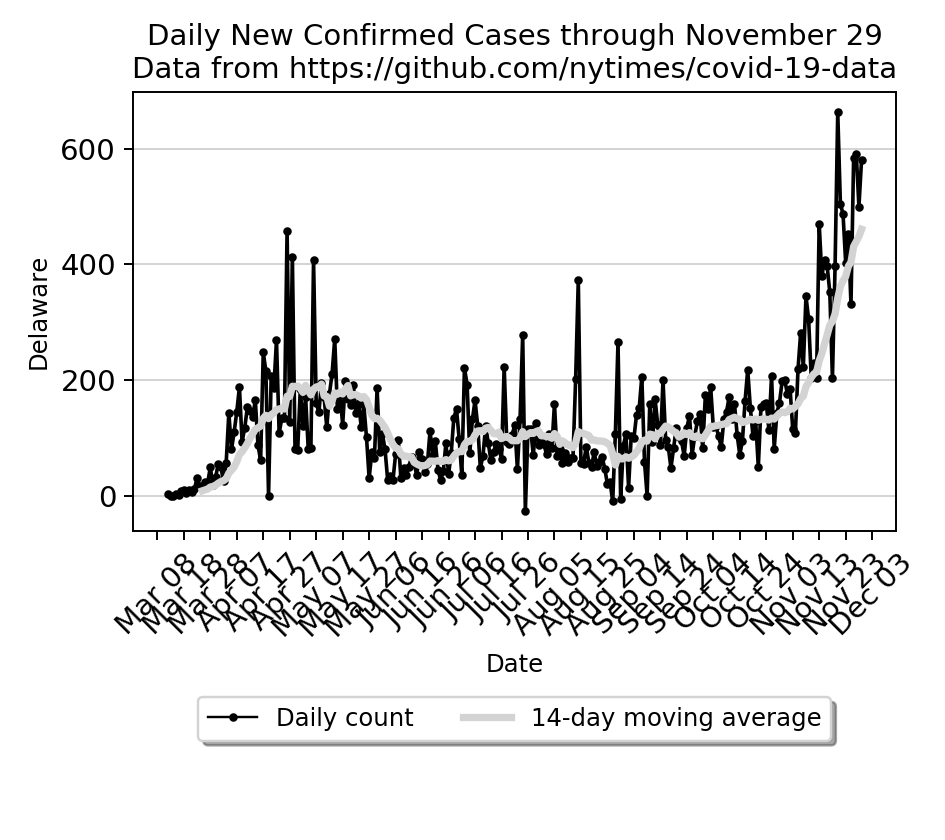 Daily New Confirmed Cases through November 29
Data from https://github.com/nytimes/covid-19-data
Delaware
600
400
200
0
Mar 08
Mar 18
Mar 28
Apr 07
Apr 17
Apr 27
May 07
May 17
May 27
Jun 06
Jun 16
Jun 26
Jul 06
Jul 16
Jul 26
Aug 05
Aug 15
Aug 25
Sep 04
Sep 14
Sep 24
Oct 04
Oct 14
Oct 24
Nov 03
Nov 13
Nov 23
Dec 03
Date
Daily count
14-day moving average